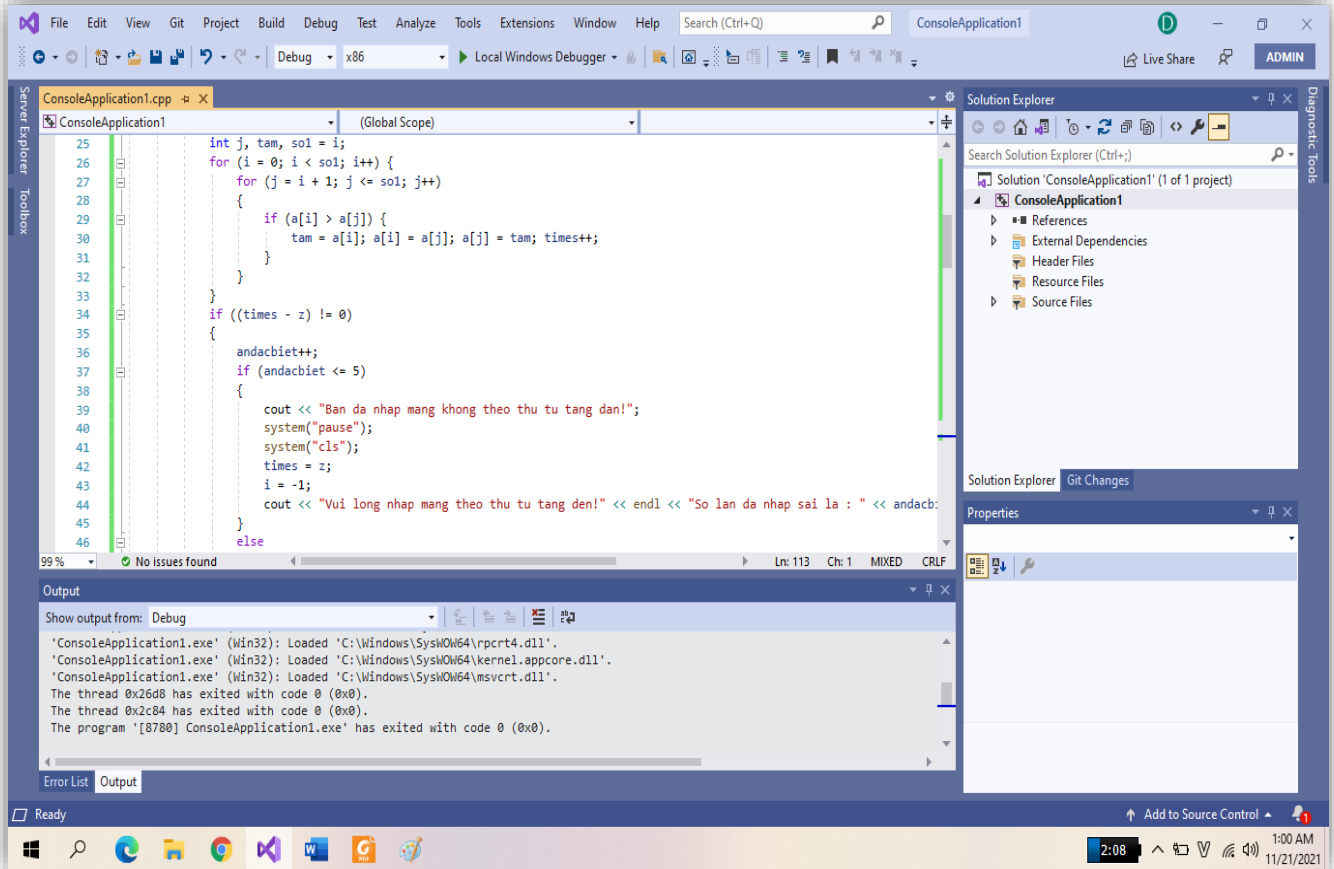 File Edit View Git Project Build Debug Test Analyze Tools Extensions Window Help Search (Ctrl+Q) ConsoleApplication1 D
Debug x86 Local Windows Debugger Live Share ADMIN
Server Explorer
Toolbox
ConsoleApplication1.cpp
ConsoleApplication1 (Global Scope)
25 int j, tam, so1 = i;
26 for (i = 0; i < so1; i++) {
27 for (j = i + 1; j <= so1; j++)
28 {
29 if (a[i] > a[j]) {
30 tam = a[i]; a[i] = a[j]; a[j] = tam; times++;
31 }
32 }
33 }
34 if ((times - z) != 0)
35 {
36 andacbiet++;
37 if (andacbiet <= 5)
38 {
39 cout << "Ban da nhap mang khong theo thu tu tang dan!";
40 system("pause");
41 system("cls");
42 times = z;
43 i = -1;
44 cout << "Vui long nhap mang theo thu tu tang den!" << endl << "So lan da nhap sai la : " << andacb
45 }
46 else
99 % No issues found Ln: 113 Ch: 1 MIXED CRLF
Output
Show output from: Debug
'ConsoleApplication1.exe' (Win32): Loaded 'C:\Windows\SysWOW64\rpcrt4.dll'.
'ConsoleApplication1.exe' (Win32): Loaded 'C:\Windows\SysWOW64\kernel.appcore.dll'.
'ConsoleApplication1.exe' (Win32): Loaded 'C:\Windows\SysWOW64\msvcrt.dll'.
The thread 0x26d8 has exited with code 0 (0x0).
The thread 0x2c84 has exited with code 0 (0x0).
The program '[8780] ConsoleApplication1.exe' has exited with code 0 (0x0).
Error List Output
Solution Explorer
Search Solution Explorer (Ctrl+;)
Solution 'ConsoleApplication1' (1 of 1 project)
ConsoleApplication1
References
External Dependencies
Header Files
Resource Files
Source Files
Solution Explorer Git Changes
Properties
Diagnostic Tools
Ready Add to Source Control 1
2:08 1:00 AM
11/21/2021